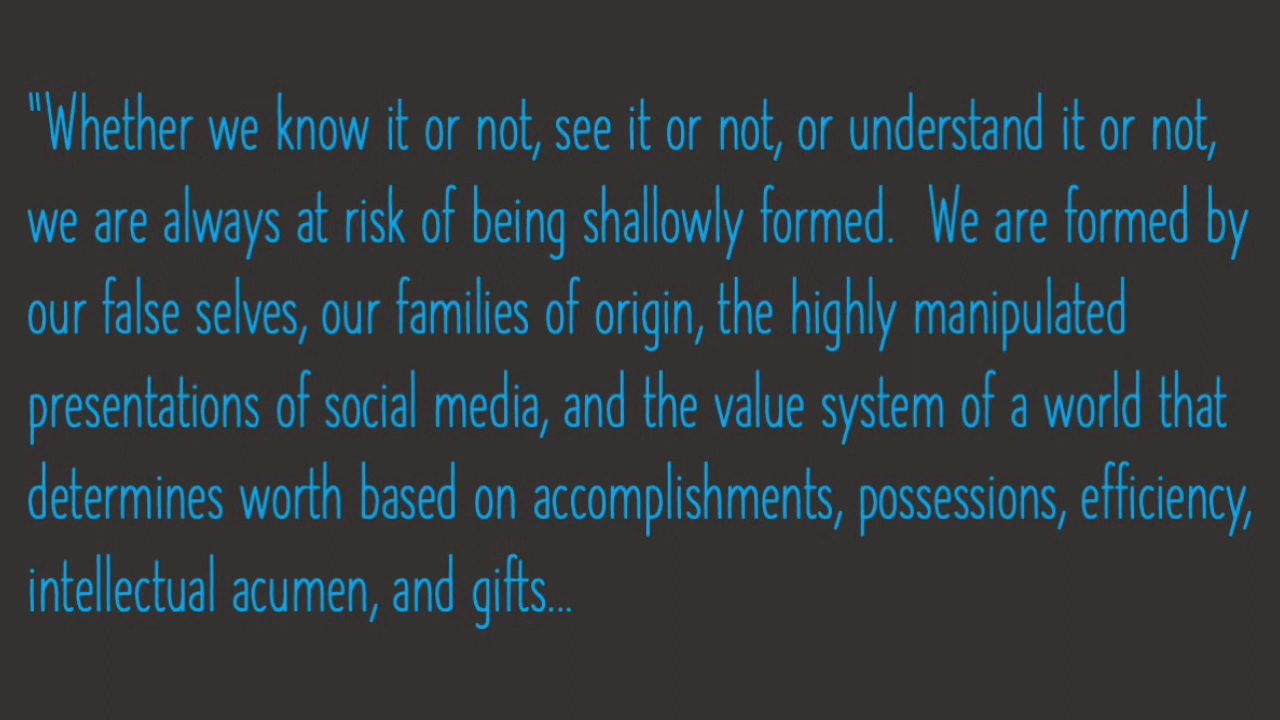 "Whether we know it or not, see it or not, or understand it or not,
we are always at risk of being shallowly formed.  We are formed by
our false selves, our families of origin, the highly manipulated
presentations of social media, and the value system of a world that
determines worth based on accomplishments, possessions, efficiency,
intellectual acumen, and gifts...